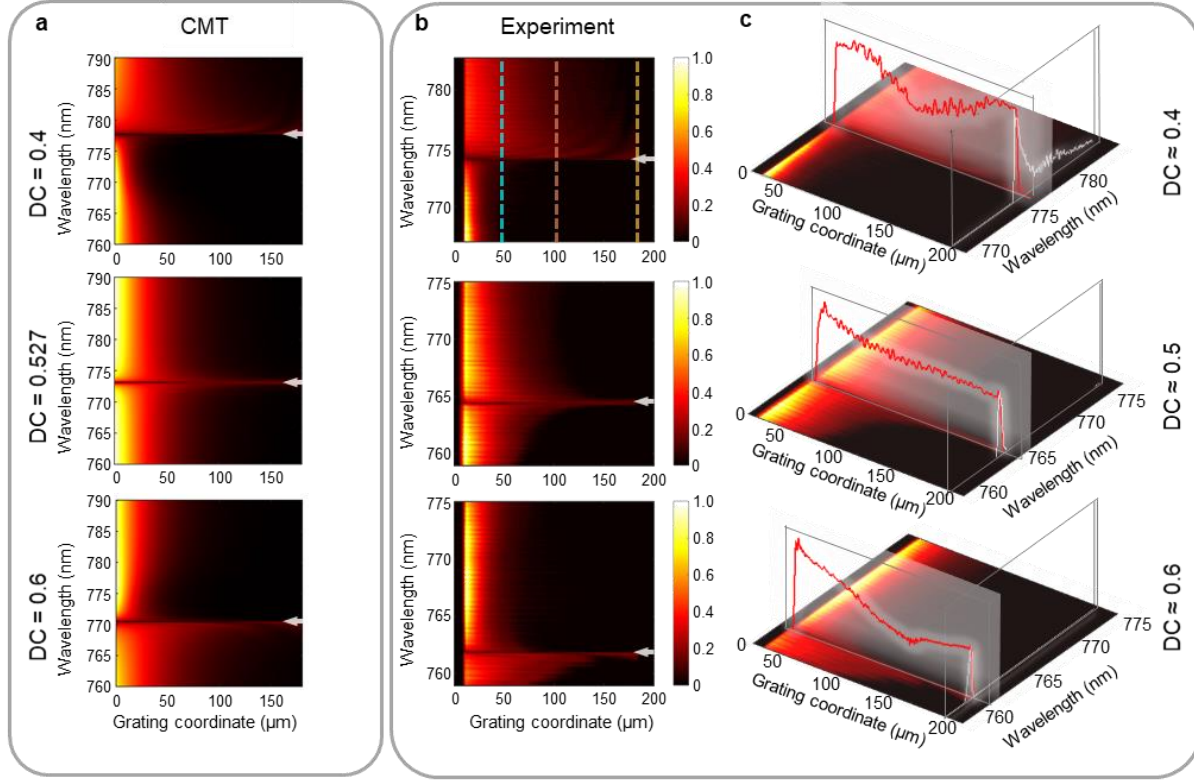 a
CMT
DC = 0.4
Wavelength (nm)
790
785
780
775
770
765
760
0 50 100 150
DC = 0.527
Wavelength (nm)
790
785
780
775
770
765
760
0 50 100 150
DC = 0.6
Wavelength (nm)
790
785
780
775
770
765
760
0 50 100 150
Grating coordinate (µm)
b
Experiment
Wavelength (nm)
780
775
770
0 50 100 150 200
1.0
0.8
0.6
0.4
0.2
0
Wavelength (nm)
775
770
765
760
0 50 100 150 200
1.0
0.8
0.6
0.4
0.2
0
Wavelength (nm)
775
770
765
760
0 50 100 150 200
1.0
0.8
0.6
0.4
0.2
0
Grating coordinate (µm)
c
0
50
100
150
200
Grating coordinate (µm)
770
775
780
Wavelength (nm)
DC ≈ 0.4
0
50
100
150
200
Grating coordinate (µm)
760
765
770
775
Wavelength (nm)
DC ≈ 0.5
0
50
100
150
200
Grating coordinate (µm)
760
765
770
775
Wavelength (nm)
DC ≈ 0.6